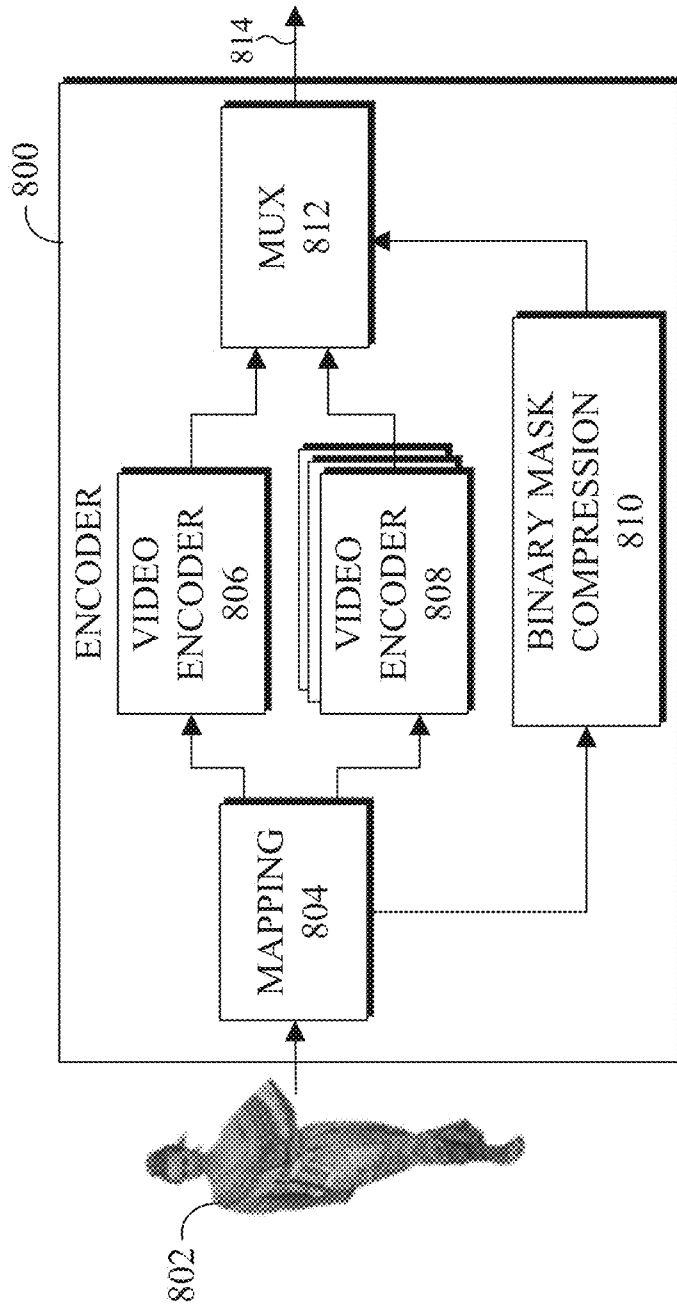 800
814
ENCODER
VIDEO
ENCODER
806
MUX
812
802
MAPPING
804
VIDEO
ENCODER
808
BINARY MASK
COMPRESSION
810